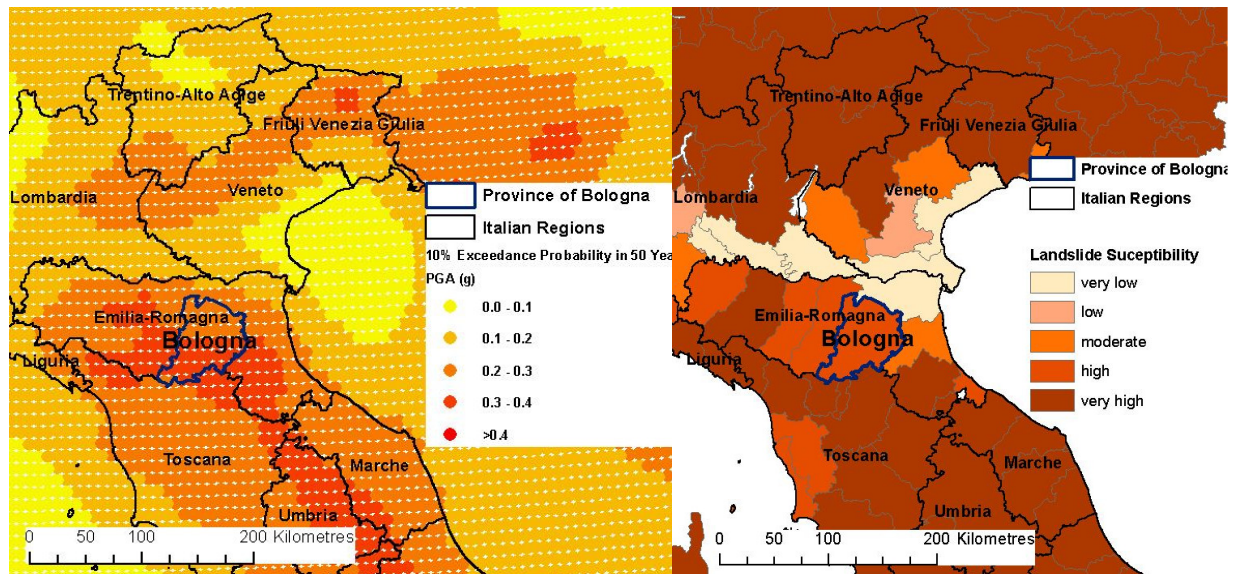 Trentino-Alto Adige
Friuli Venezia Giulia
Lombardia
Veneto
Emilia-Romagna
Bologna
Liguria
Toscana
Marche
Umbria
0 50 100 200 Kilometres
Province of Bologna
Italian Regions
10% Exceedance Probability in 50 Yea
PGA (g)
0.0 - 0.1
0.1 - 0.2
0.2 - 0.3
0.3 - 0.4
>0.4
Trentino-Alto Adige
Friuli Venezia Giulia
Lombardia
Veneto
Emilia-Romagna
Bologna
Liguria
Toscana
Marche
Umbria
0 50 100 200 Kilometres
Province of Bologna
Italian Regions
Landslide Suceptibility
very low
low
moderate
high
very high